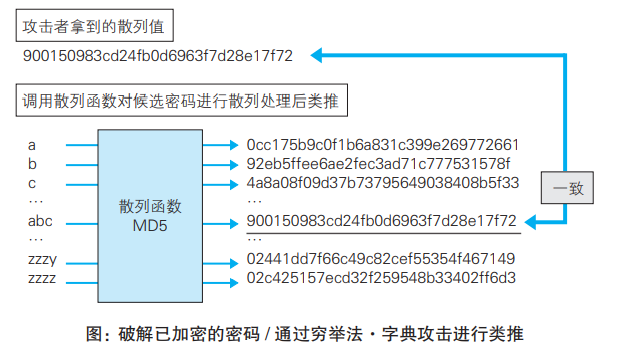 攻击者拿到的散列值
900150983cd24fb0d6963f7d28e17f72
调用散列函数对候选密码进行散列处理后类推
a 0cc175b9c0f1b6a831c399e269772661
b 92eb5ffee6ae2fec3ad71c777531578f
c 4a8a08f09d37b73795649038408b5f33
… …
abc 900150983cd24fb0d6963f7d28e17f72
… …
zzzy 02441dd7f66c49c82cef55354f467149
zzzz 02c425157ecd32f259548b33402ff6d3
散列函数
MD5
一致
图：破解已加密的密码 / 通过穷举法・字典攻击进行类推